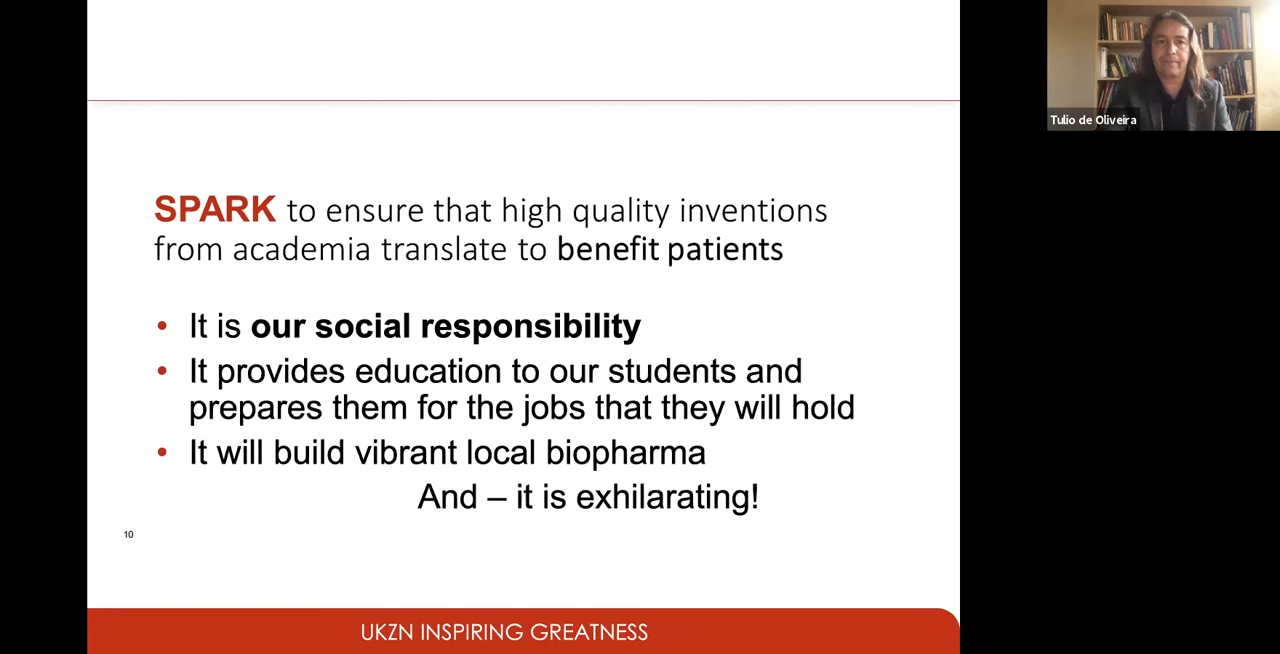 Tulio de Oliveira
SPARK to ensure that high quality inventions
from academia translate to benefit patients
• It is our social responsibility
• It provides education to our students and
prepares them for the jobs that they will hold
• It will build vibrant local biopharma
And – it is exhilarating!
10
UKZN INSPIRING GREATNESS